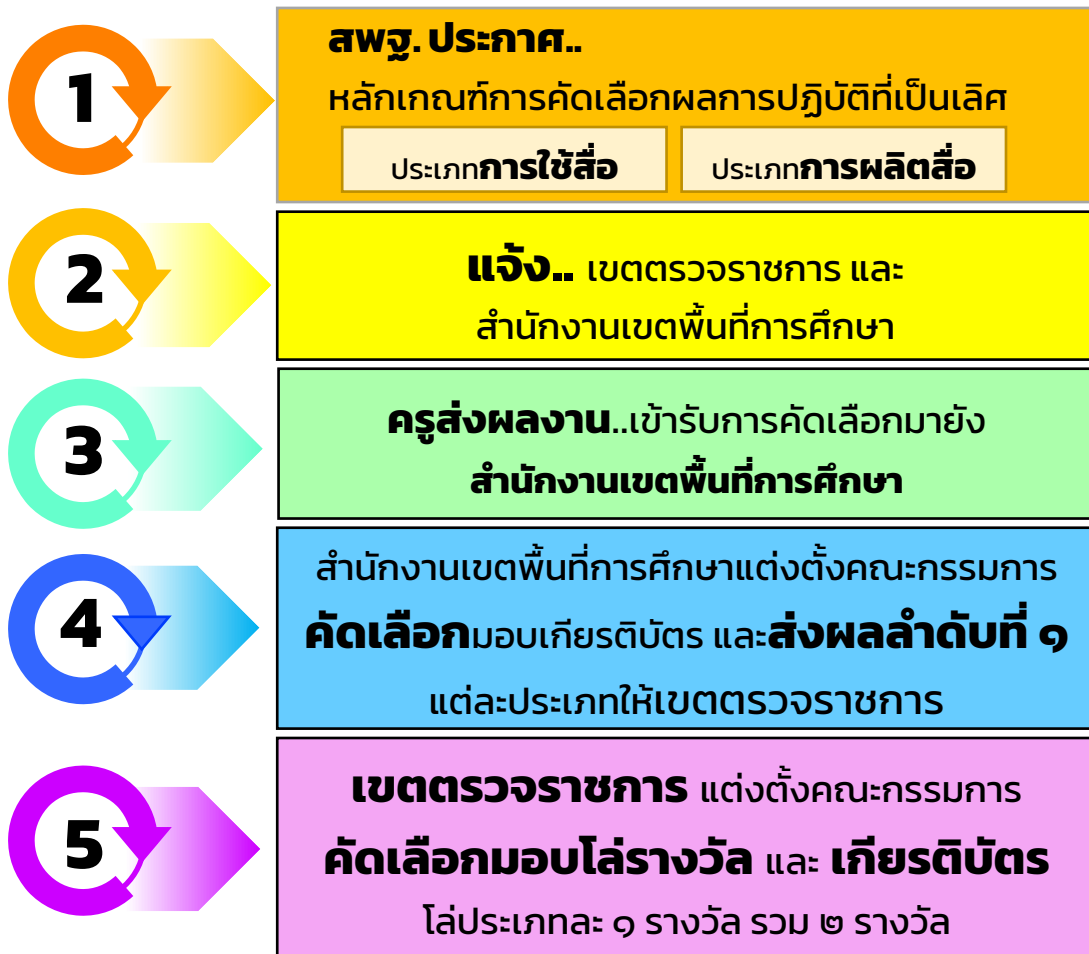 1
สพฐ. ประกาศ..
หลักเกณฑ์การคัดเลือกผลการปฏิบัติที่เป็นเลิศ
ประเภทการใช้สื่อ
ประเภทการผลิตสื่อ
2
แจ้ง.. เขตตรวจราชการ และ
สำนักงานเขตพื้นที่การศึกษา
3
ครูส่งผลงาน..เข้ารับการคัดเลือกมายัง
สำนักงานเขตพื้นที่การศึกษา
4
สำนักงานเขตพื้นที่การศึกษาแต่งตั้งคณะกรรมการ
คัดเลือกมอบเกียรติบัตร และส่งผลลำดับที่ ๑
แต่ละประเภทให้เขตตรวจราชการ
5
เขตตรวจราชการ แต่งตั้งคณะกรรมการ
คัดเลือกมอบโล่รางวัล และ เกียรติบัตร
โล่ประเภทละ ๑ รางวัล รวม ๒ รางวัล